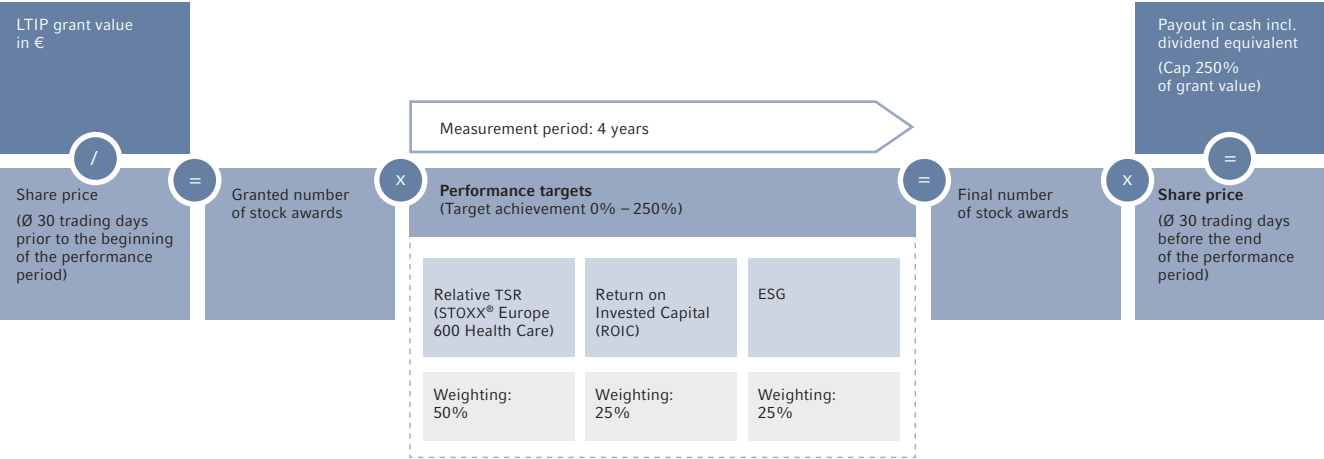 LTIP grant value
in €
/
Share price
(Ø 30 trading days
prior to the beginning
of the performance
period)
=
Granted number
of stock awards
x
Measurement period: 4 years
Performance targets
(Target achievement 0% – 250%)
Relative TSR
(STOXX® Europe
600 Health Care)
Weighting:
50%
Return on
Invested Capital
(ROIC)
Weighting:
25%
ESG
Weighting:
25%
=
Final number
of stock awards
x
Share price
(Ø 30 trading days
before the end
of the performance
period)
=
Payout in cash incl.
dividend equivalent
(Cap 250%
of grant value)